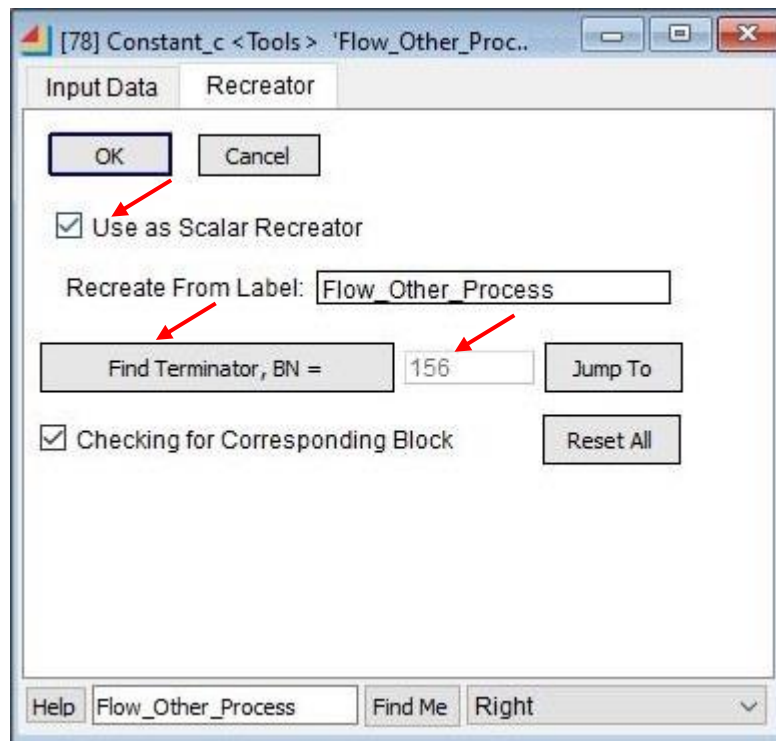 [78] Constant_c <Tools> 'Flow_Other_Proc..
Input Data Recreator
OK Cancel
Use as Scalar Recreator
Recreate From Label: Flow_Other_Process
Find Terminator, BN = 156 Jump To
Checking for Corresponding Block Reset All
Help Flow_Other_Process Find Me Right